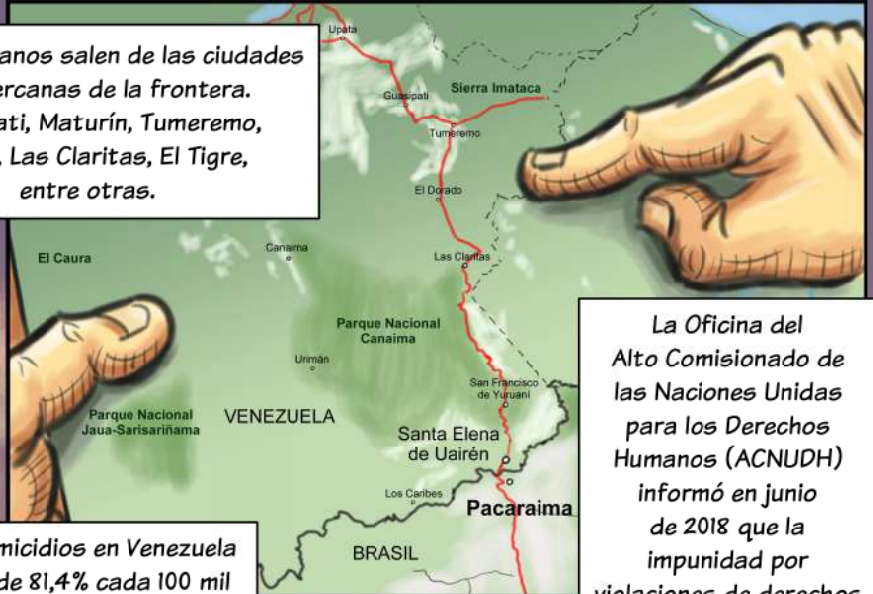 anos salen de las ciudades
ercanas de la frontera.
ati, Maturín, Tumeremo,
, Las Claritas, El Tigre,
entre otras.
Upata
Guasipati
Sierra Imataca
Tumeremo
El Dorado
El Caura
Canaima
Las Claritas
Parque Nacional
Canaima
Urimán
San Francisco
de Yuruaní
Parque Nacional
Jaua-Sarisariñama
VENEZUELA
Santa Elena
de Uairén
Los Caribes
Pacaraima
BRASIL
micidios en Venezuela
de 81,4% cada 100 mil
La Oficina del
Alto Comisionado de
las Naciones Unidas
para los Derechos
Humanos (ACNUDH)
informó en junio
de 2018 que la
impunidad por
violaciones de derechos